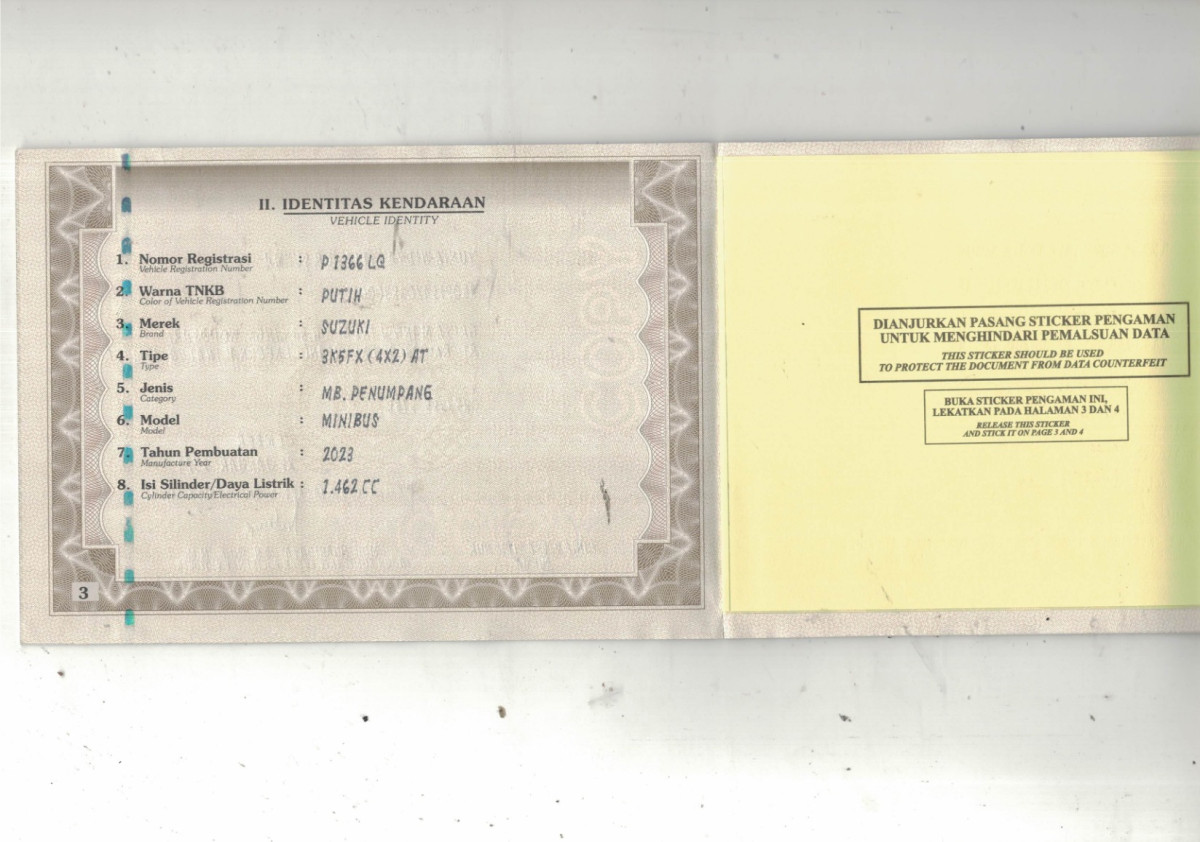 II. IDENTITAS KENDARAAN
VEHICLE IDENTITY
1. Nomor Registrasi : P 1366 LQ
Vehicle Registration Number
2. Warna TNKB : PUTIH
Color of Vehicle Registration Number
3. Merek : SUZUKI
Brand
4. Tipe : 3K5FX (4X2) AT
Type
5. Jenis : MB. PENUMPANG
Category
6. Model : MINIBUS
Model
7. Tahun Pembuatan : 2023
Manufacture Year
8. Isi Silinder/Daya Listrik : 1.462 CC
Cylinder Capacity/Electrical Power
3
DIANJURKAN PASANG STICKER PENGAMAN
UNTUK MENGHINDARI PEMALSUAN DATA
THIS STICKER SHOULD BE USED
TO PROTECT THE DOCUMENT FROM DATA COUNTERFEIT
BUKA STICKER PENGAMAN INI,
LEKATKAN PADA HALAMAN 3 DAN 4
RELEASE THIS STICKER
AND STICK IT ON PAGE 3 AND 4